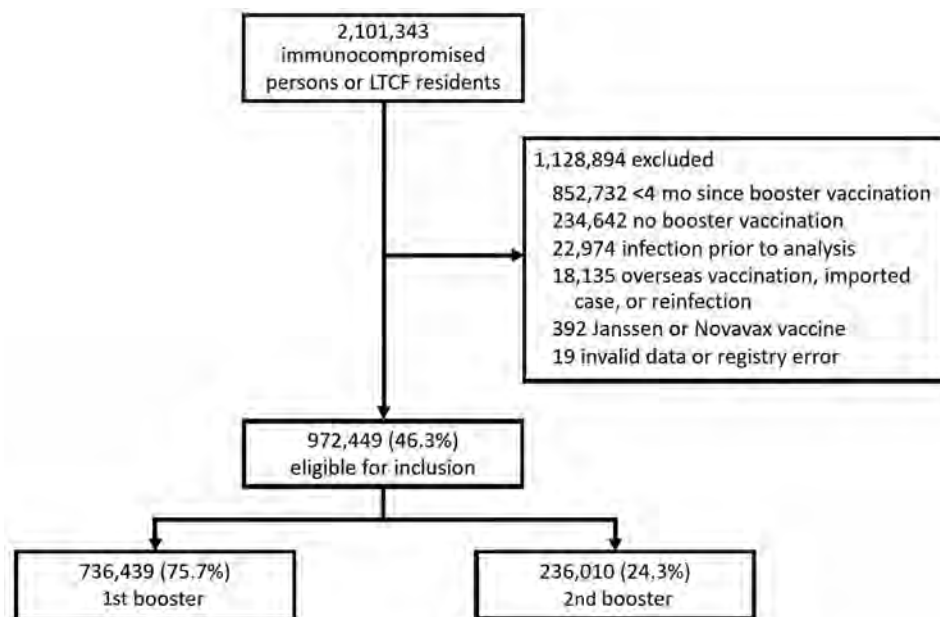 2,101,343
immunocompromised
persons or LTCF residents
1,128,894 excluded
852,732 <4 mo since booster vaccination
234,642 no booster vaccination
22,974 infection prior to analysis
18,135 overseas vaccination, imported
case, or reinfection
392 Janssen or Novavax vaccine
19 invalid data or registry error
972,449 (46.3%)
eligible for inclusion
736,439 (75.7%)
1st booster
236,010 (24.3%)
2nd booster